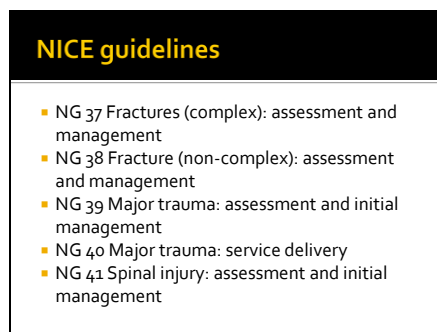 NICE guidelines
NG 37 Fractures (complex): assessment and
management
NG 38 Fracture (non-complex): assessment
and management
NG 39 Major trauma: assessment and initial
management
NG 40 Major trauma: service delivery
NG 41 Spinal injury: assessment and initial
management